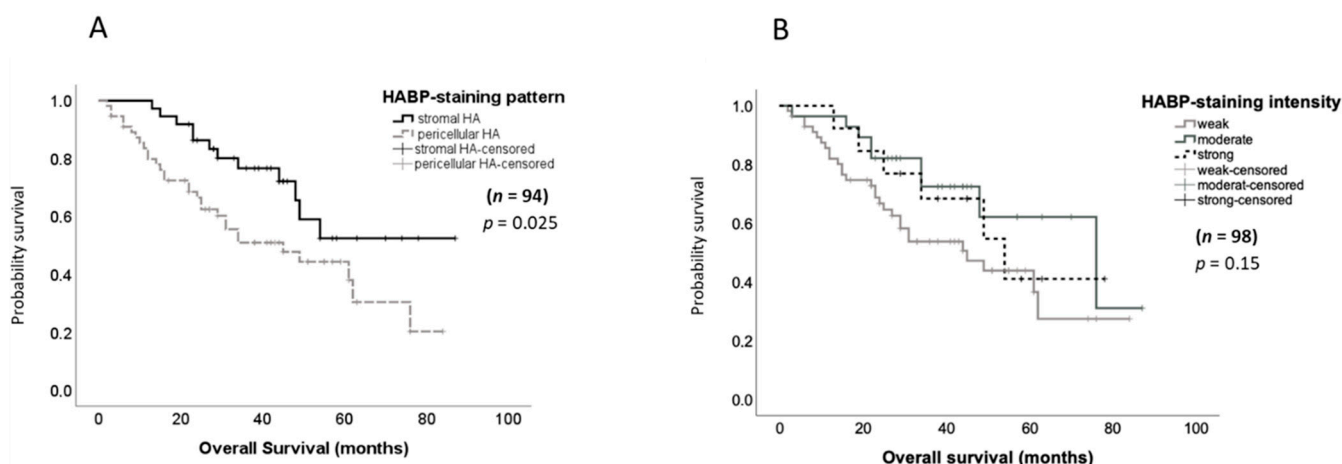 A
HABP-staining pattern
stromal HA
pericellular HA
stromal HA-censored
pericellular HA-censored
(n = 94)
p = 0.025
Probability survival
1.0
0.8
0.6
0.4
0.2
0.0
0 20 40 60 80 100
Overall Survival (months)
B
HABP-staining intensity
weak
moderate
strong
weak-censored
moderat-censored
strong-censored
(n = 98)
p = 0.15
Probability survival
1.0
0.8
0.6
0.4
0.2
0.0
0 20 40 60 80 100
Overall survival (months)